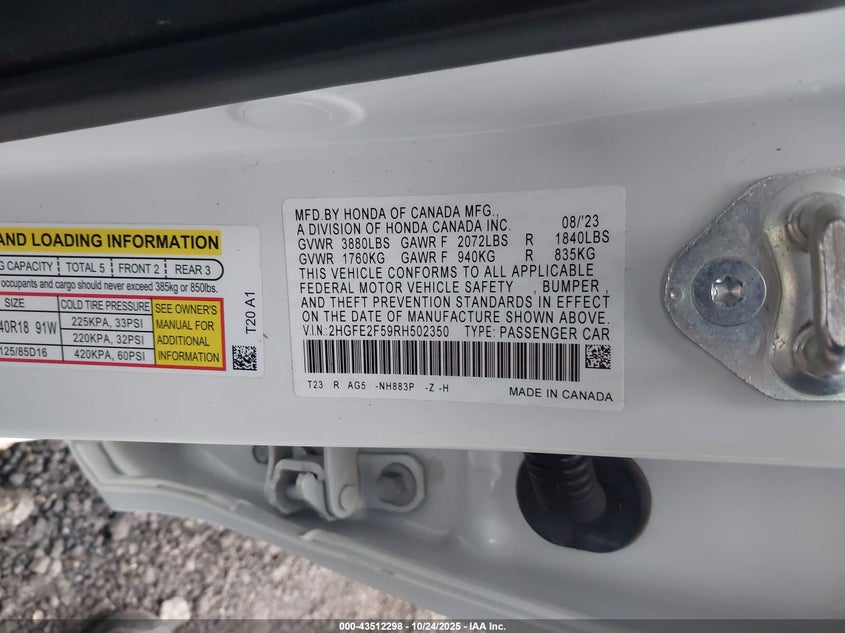 AND LOADING INFORMATION
G CAPACITY TOTAL 5 FRONT 2 REAR 3
occupants and cargo should never exceed 385kg or 850lbs.
SIZE COLD TIRE PRESSURE SEE OWNER'S MANUAL FOR ADDITIONAL INFORMATION
40R18 91W 225KPA, 33PSI
220KPA, 32PSI
125/85D16 420KPA, 60PSI
T20 A1
MFD.BY HONDA OF CANADA MFG., 08/'23
A DIVISION OF HONDA CANADA INC.
GVWR 3880LBS GAWR F 2072LBS R 1840LBS
GVWR 1760KG GAWR F 940KG R 835KG
THIS VEHICLE CONFORMS TO ALL APPLICABLE
FEDERAL MOTOR VEHICLE SAFETY , BUMPER ,
AND THEFT PREVENTION STANDARDS IN EFFECT
ON THE DATE OF MANUFACTURE SHOWN ABOVE.
V.I.N.:2HGFE2F59RH502350 TYPE: PASSENGER CAR
T23 R AG5 -NH883P -Z -H
MADE IN CANADA
000-43512298 - 10/24/2025 - IAA Inc.